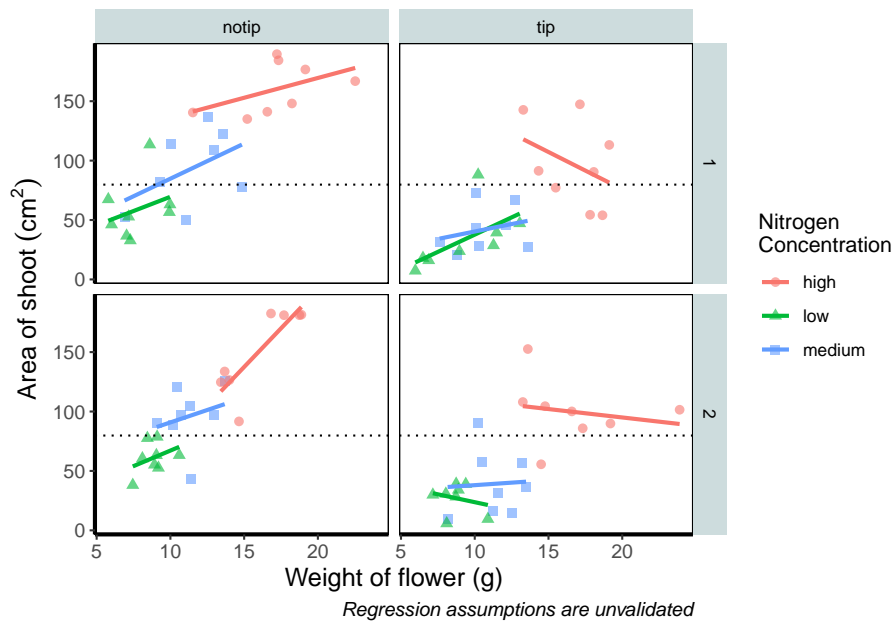 notip
tip
150
100
50
0
1
150
100
50
0
2
5
10
15
20
5
10
15
20
Area of shoot (cm²)
Weight of flower (g)
Regression assumptions are unvalidated
Nitrogen
Concentration
high
low
medium